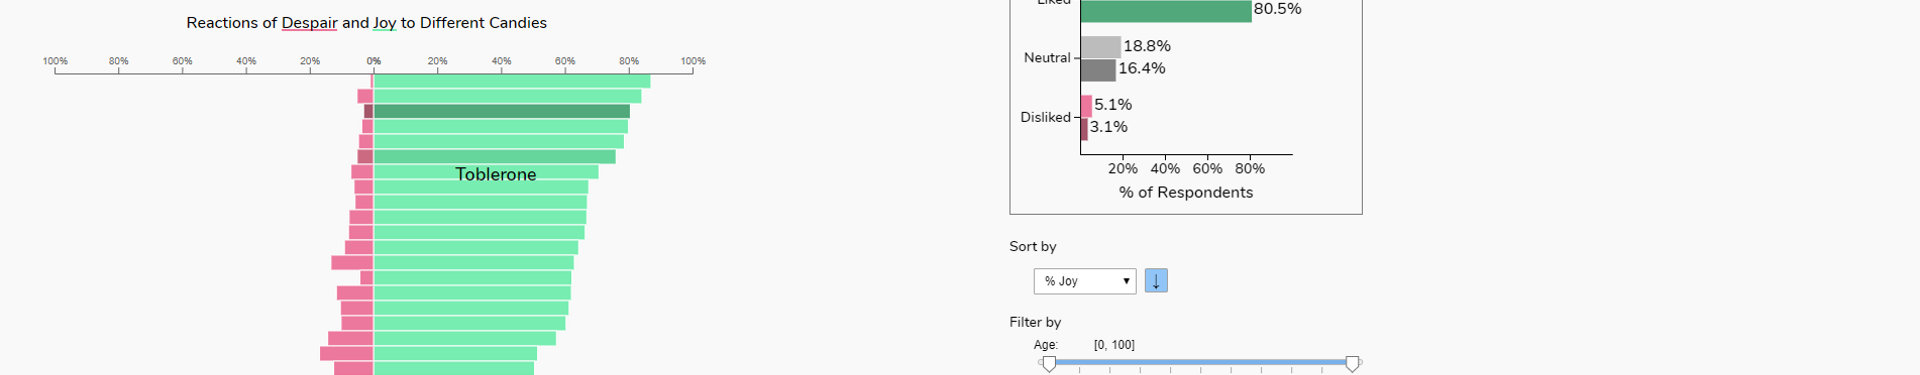 Reactions of Despair and Joy to Different Candies
100% 80% 60% 40% 20% 0% 20% 40% 60% 80% 100%
Toblerone
Liked
80.5%
Neutral
18.8%
16.4%
Disliked
5.1%
3.1%
20% 40% 60% 80%
% of Respondents
Sort by
% Joy
↓
Filter by
Age: [0, 100]